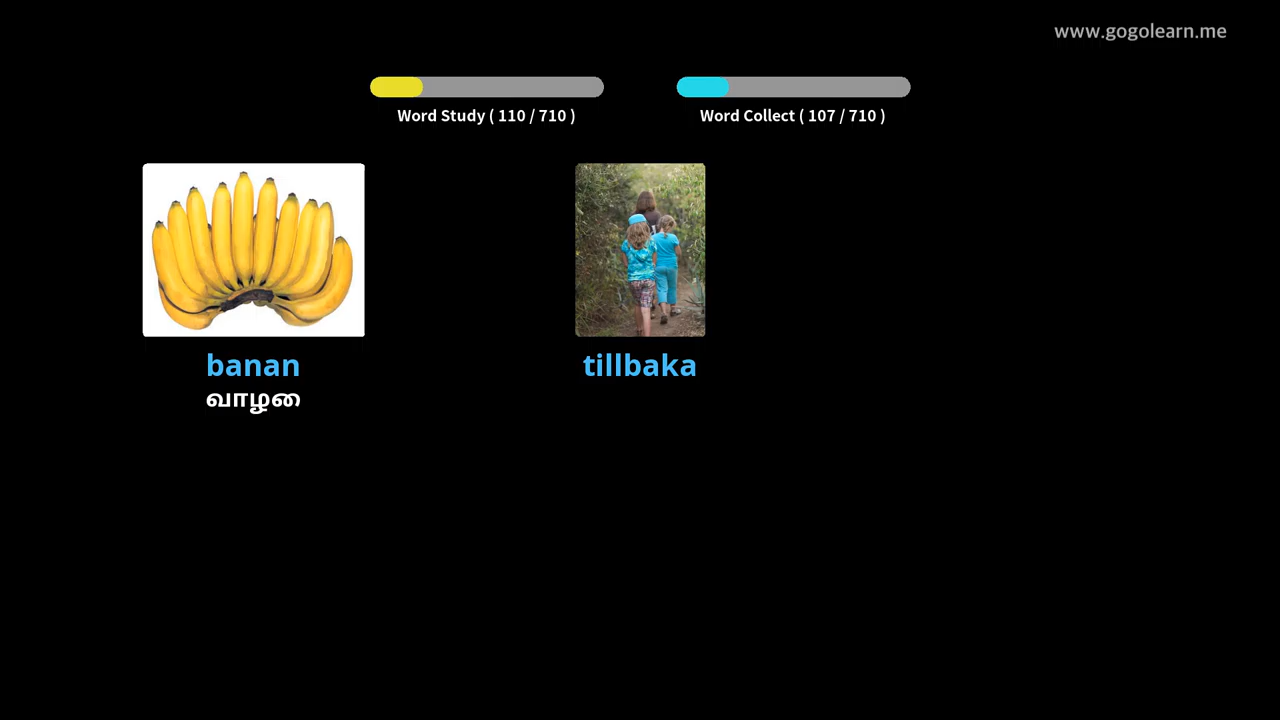 www.gogolearn.me
Word Study ( 110 / 710 )
Word Collect ( 107 / 710 )
banan
வாழை
tillbaka